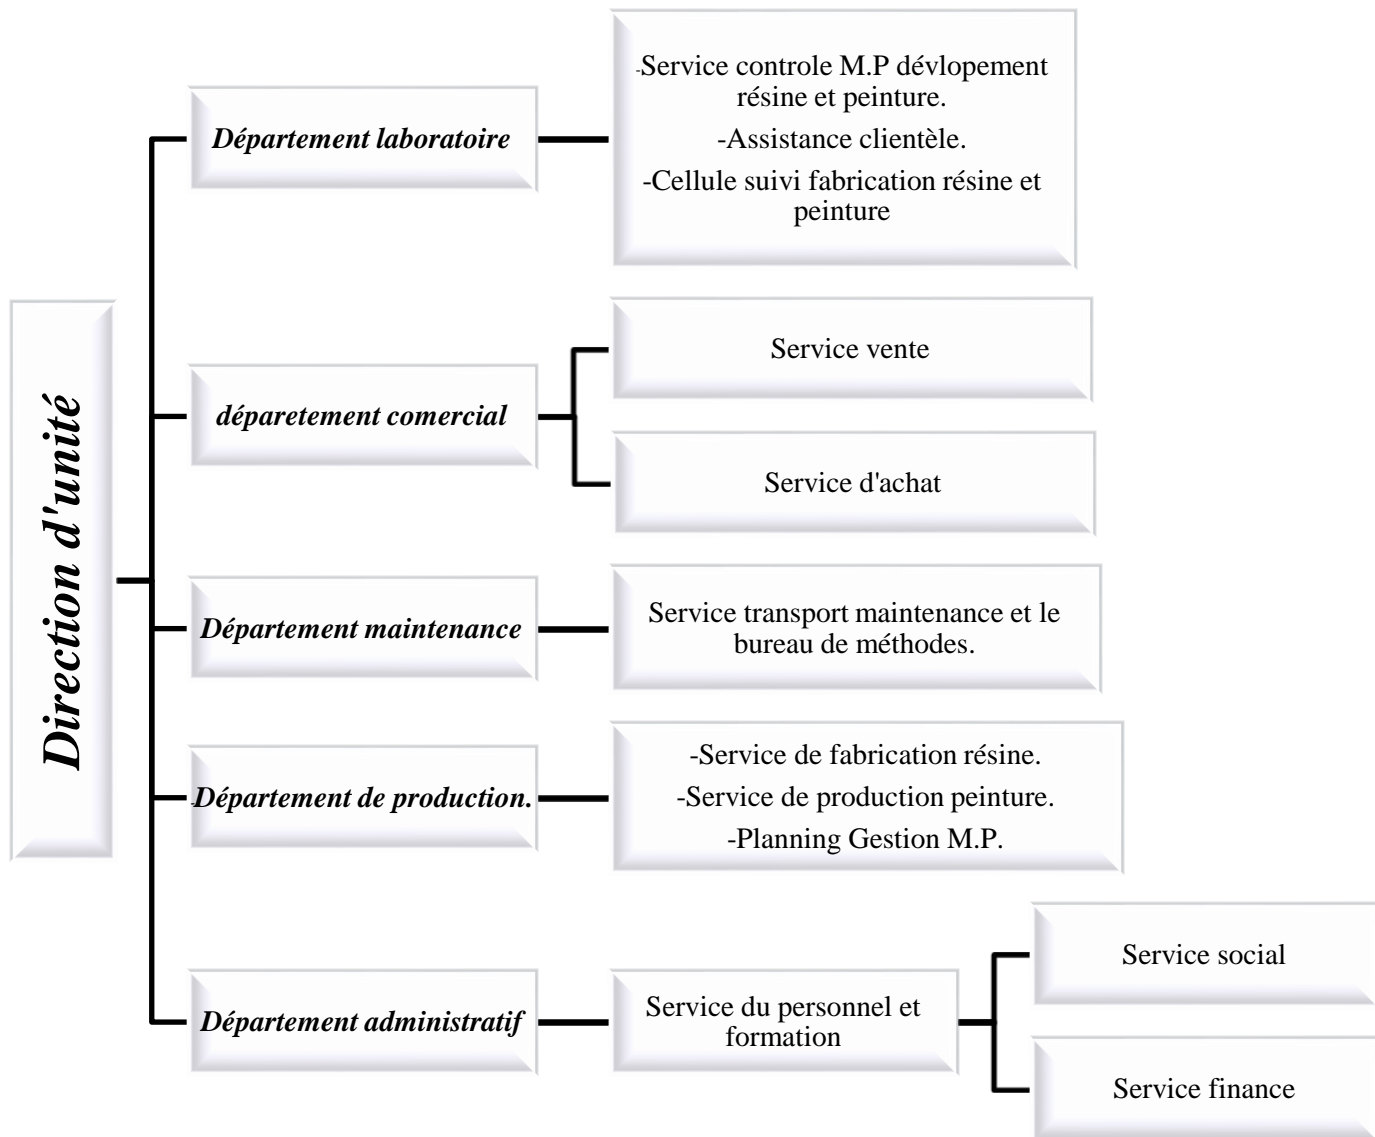 Direction d'unité
Département laboratoire
-Service controle M.P dévlopement
résine et peinture.
-Assistance clientèle.
-Cellule suivi fabrication résine et
peinture
déparetement comercial
Service vente
Service d'achat
Département maintenance
Service transport maintenance et le
bureau de méthodes.
-Département de production.
-Service de fabrication résine.
-Service de production peinture.
-Planning Gestion M.P.
Département administratif
Service du personnel et
formation
Service social
Service finance